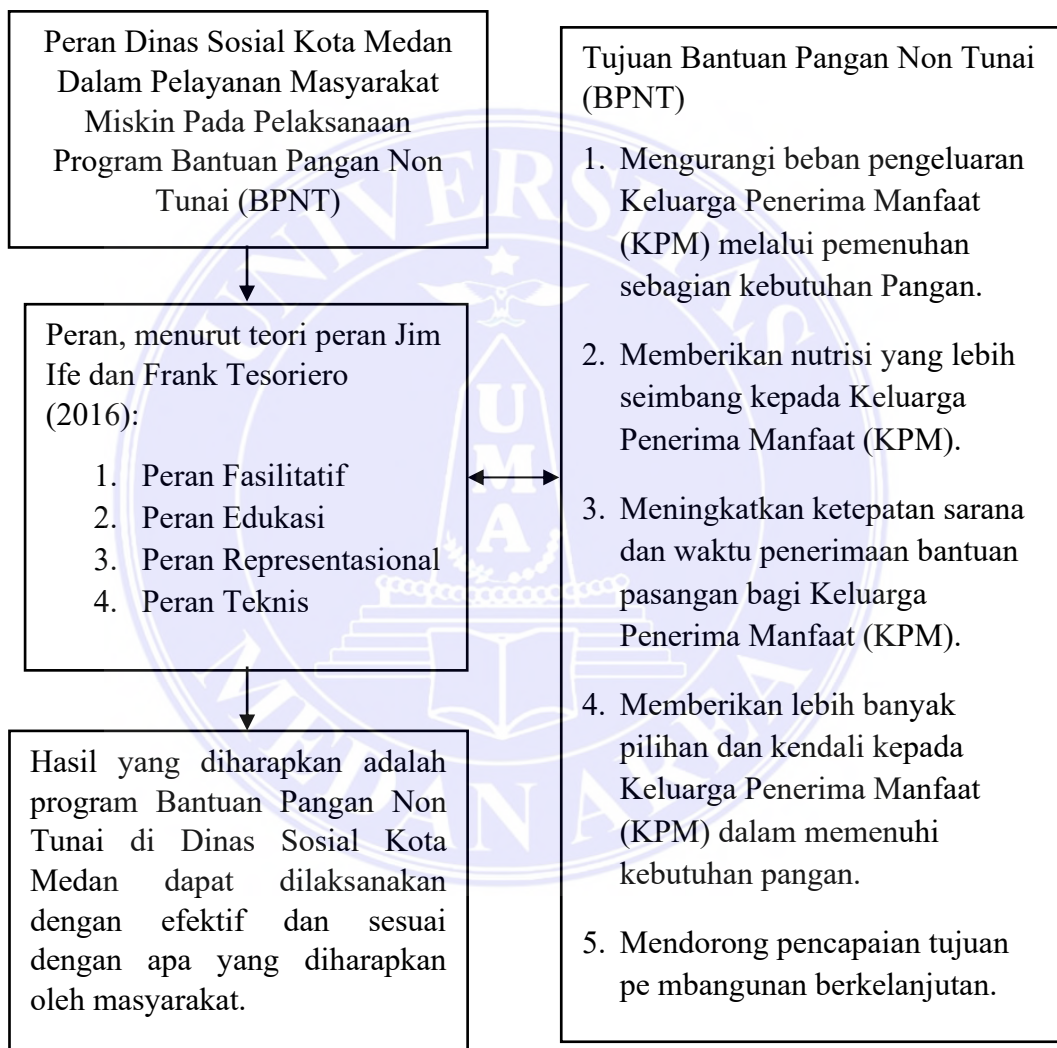 Peran Dinas Sosial Kota Medan
Dalam Pelayanan Masyarakat
Miskin Pada Pelaksanaan
Program Bantuan Pangan Non
Tunai (BPNT)
Peran, menurut teori peran Jim
Ife dan Frank Tesoriero
(2016):
1. Peran Fasilitatif
2. Peran Edukasi
3. Peran Representasional
4. Peran Teknis
Hasil yang diharapkan adalah
program Bantuan Pangan Non
Tunai di Dinas Sosial Kota
Medan dapat dilaksanakan
dengan efektif dan sesuai
dengan apa yang diharapkan
oleh masyarakat.
Tujuan Bantuan Pangan Non Tunai
(BPNT)
1. Mengurangi beban pengeluaran
Keluarga Penerima Manfaat
(KPM) melalui pemenuhan
sebagian kebutuhan Pangan.
2. Memberikan nutrisi yang lebih
seimbang kepada Keluarga
Penerima Manfaat (KPM).
3. Meningkatkan ketepatan sarana
dan waktu penerimaan bantuan
pasangan bagi Keluarga
Penerima Manfaat (KPM).
4. Memberikan lebih banyak
pilihan dan kendali kepada
Keluarga Penerima Manfaat
(KPM) dalam memenuhi
kebutuhan pangan.
5. Mendorong pencapaian tujuan
pe mbangunan berkelanjutan.
UNIVERSITAS
UMA
MEDAN AREA